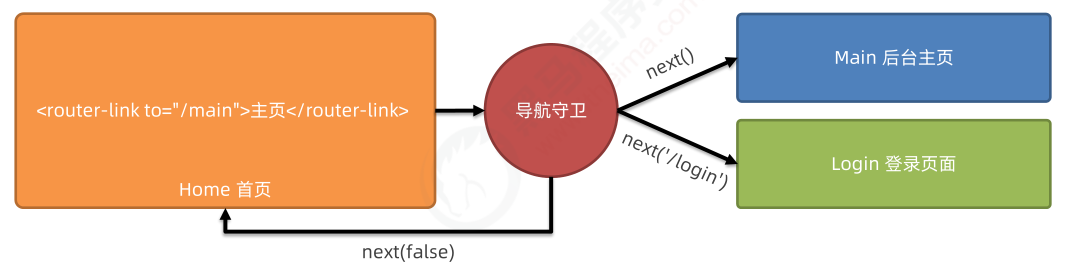 <router-link to="/main">主页</router-link>
Home 首页
导航守卫
next()
next('/login')
next(false)
Main 后台主页
Login 登录页面